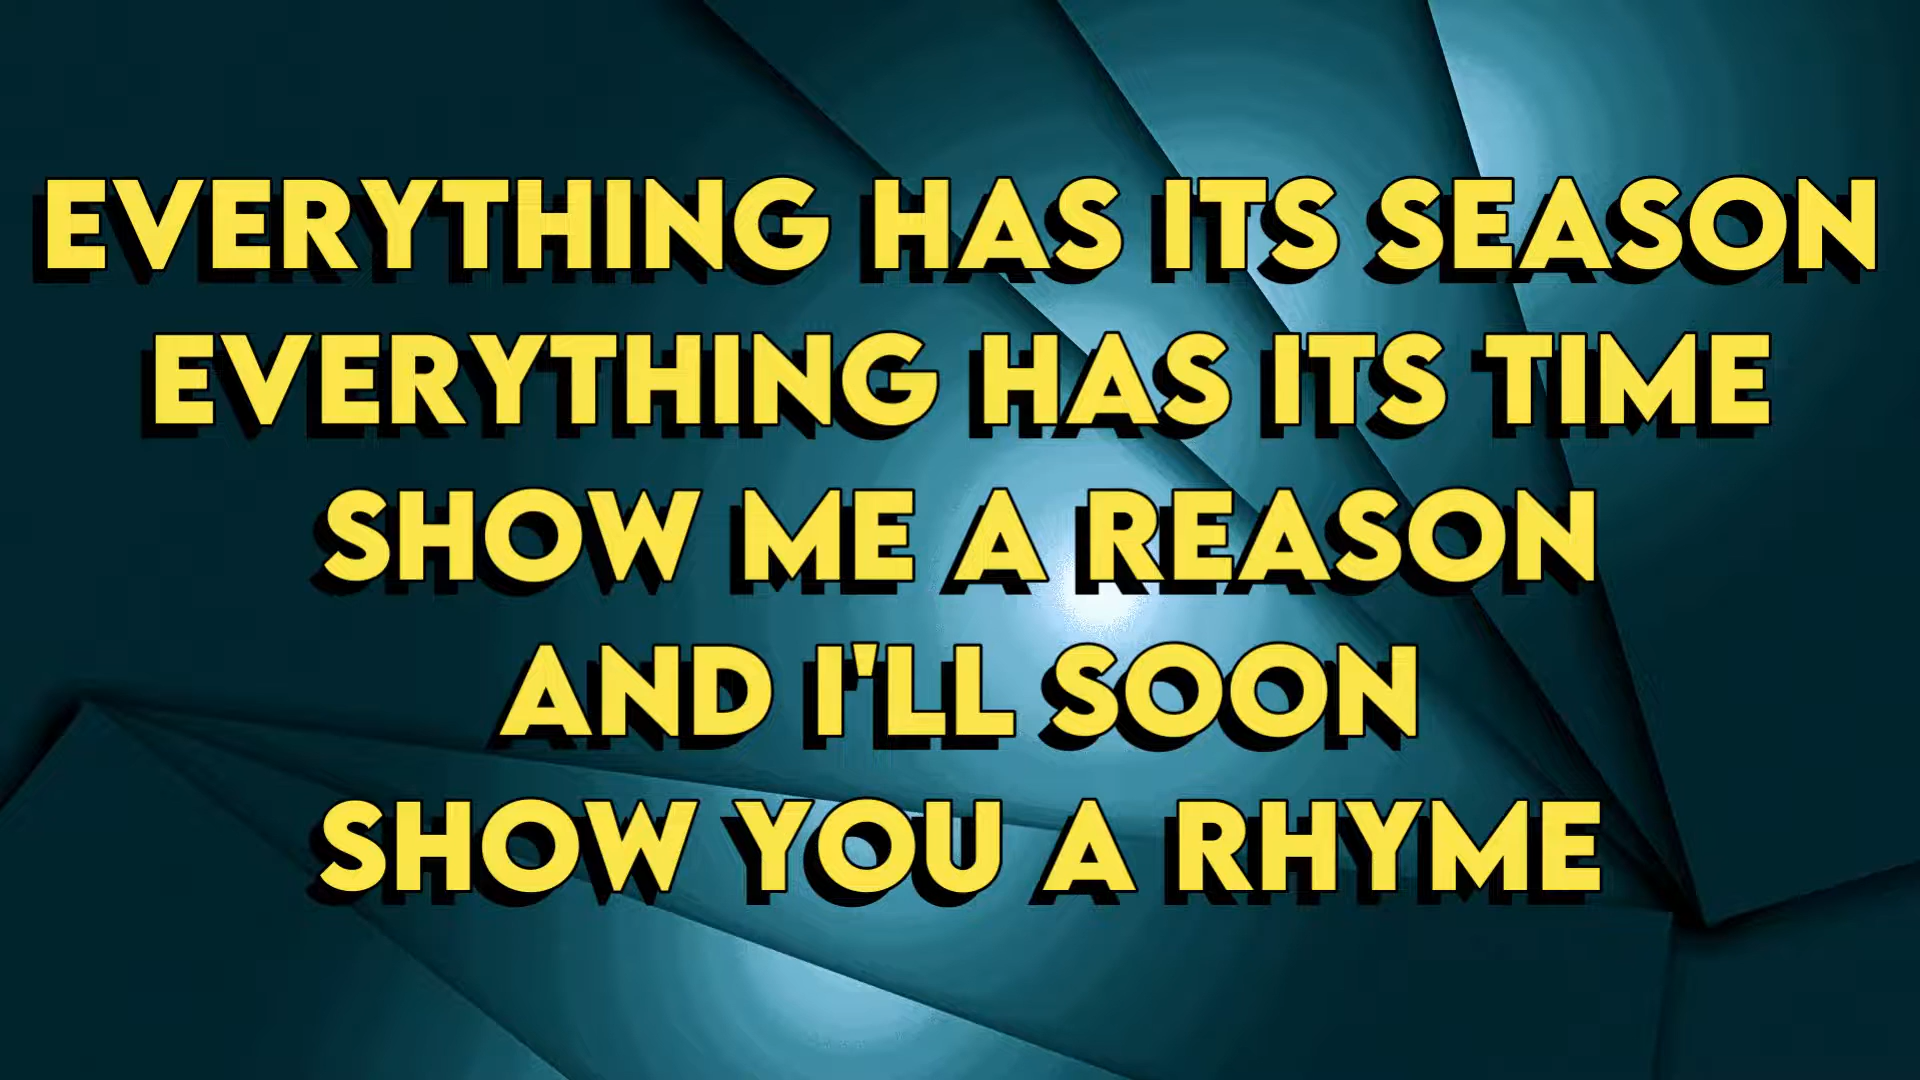 EVERYTHING HAS ITS SEASON
EVERYTHING HAS ITS TIME
SHOW ME A REASON
AND I'LL SOON
SHOW YOU A RHYME